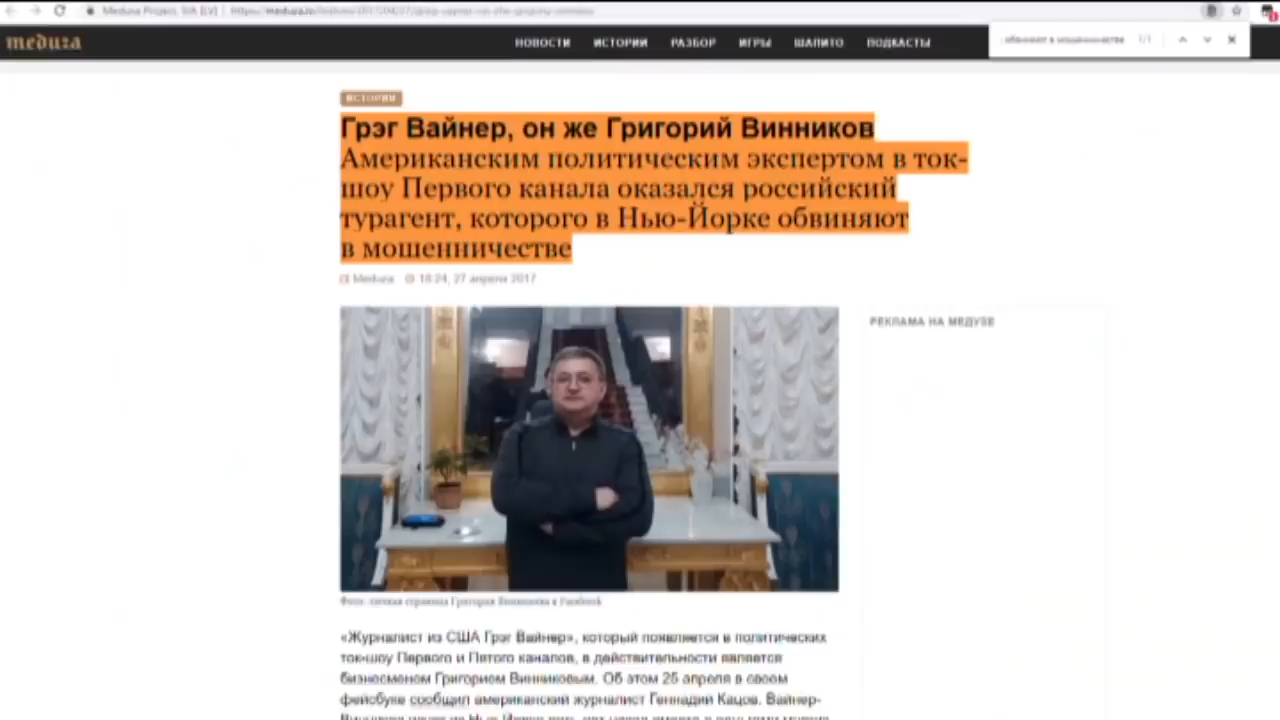 Meduza Project, SIA [LV]
meduza
НОВОСТИ ИСТОРИИ РАЗБОР ИГРЫ ШАПИТО ПОДКАСТЫ
обвиняют в мошенничестве 1/1
ИСТОРИИ
Грэг Вайнер, он же Григорий Винников
Американским политическим экспертом в ток-
шоу Первого канала оказался российский
турагент, которого в Нью-Йорке обвиняют
в мошенничестве
Meduza 18:24, 27 апреля 2017
РЕКЛАМА НА МЕДУЗЕ
Фото: личная страница Григория Винникова в Facebook
«Журналист из США Грэг Вайнер», который появляется в политических
ток-шоу Первого и Пятого каналов, в действительности является
бизнесменом Григорием Винниковым. Об этом 25 апреля в своем
фейсбуке сообщил американский журналист Геннадий Кацов. Вайнер-